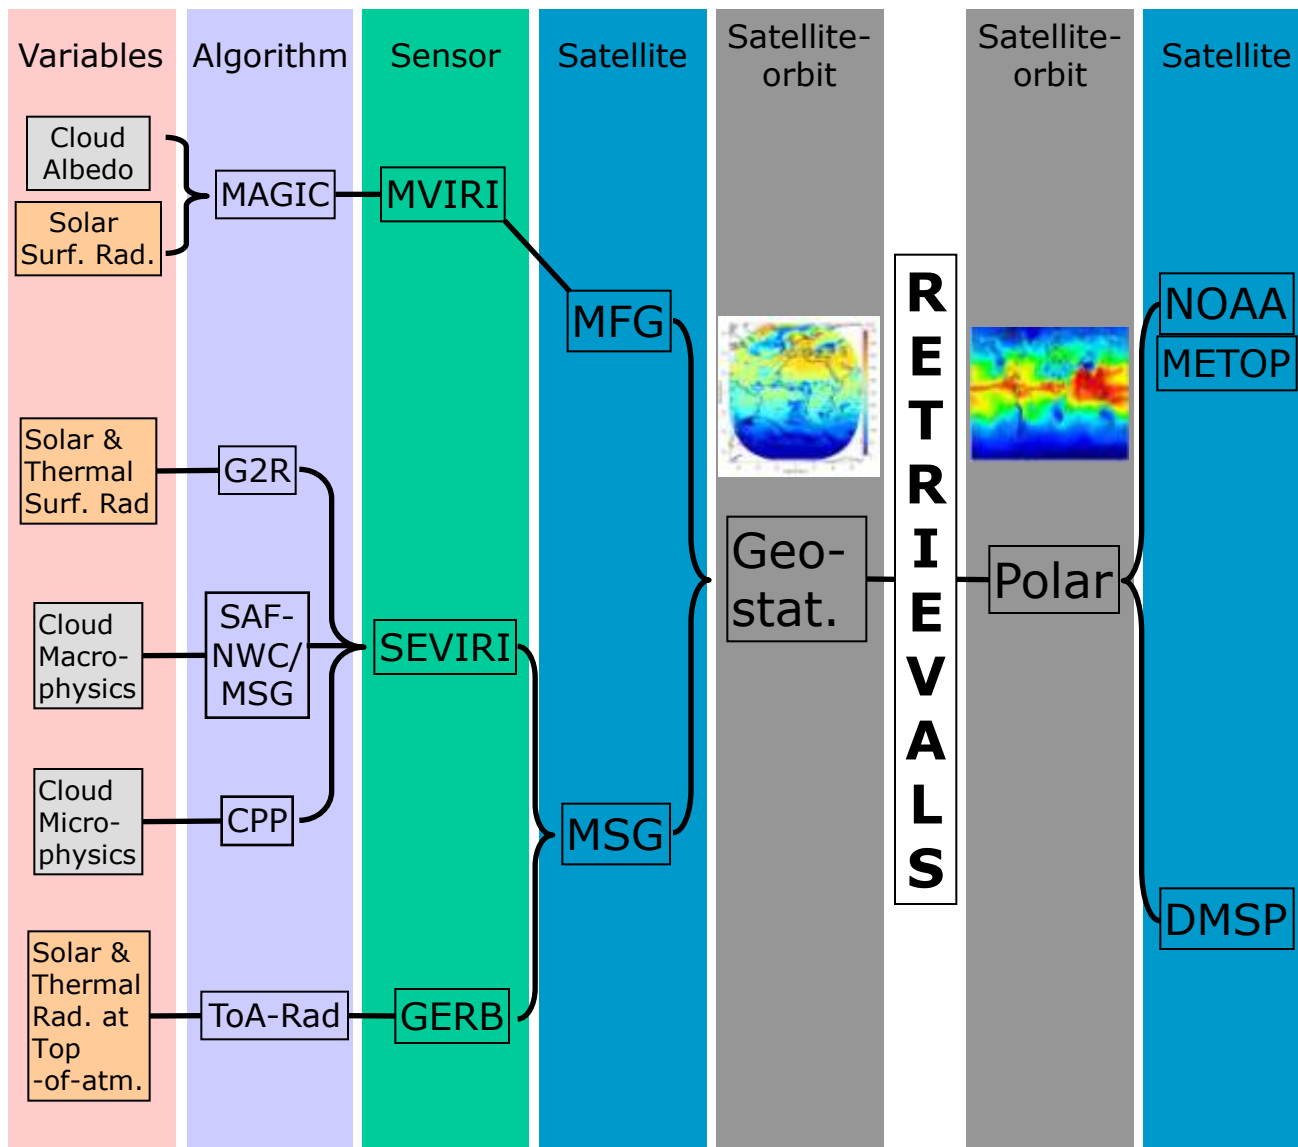 Variables
Algorithm
Sensor
Satellite
Satellite-
orbit
Satellite-
orbit
Satellite
Cloud
Albedo
Solar
Surf. Rad.
MAGIC
MVIRI
MFG
Solar &
Thermal
Surf. Rad
G2R
Cloud
Macro-
physics
SAF-
NWC/
MSG
SEVIRI
Cloud
Micro-
physics
CPP
MSG
Solar &
Thermal
Rad. at
Top
-of-atm.
ToA-Rad
GERB
Geo-
stat.
R
E
T
R
I
E
V
A
L
S
Polar
NOAA
METOP
DMSP